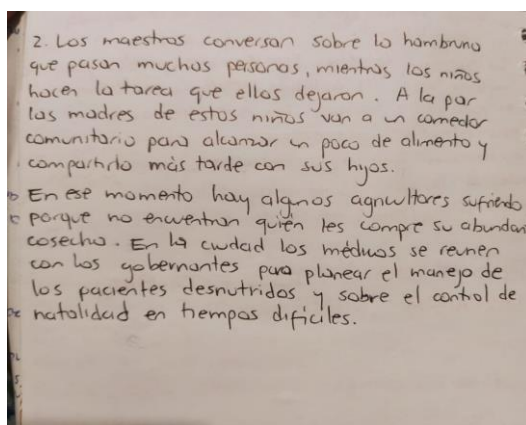 2. Los maestros conversan sobre la hambruna
que pasan muchas personas, mientras los niños
hacen la tarea que ellos dejaron. A la par
las madres de estos niños van a un comedor
comunitario para alcanzar un poco de alimento y
compartirlo más tarde con sus hijos.
En ese momento hay algunos agricultores sufriendo
porque no encuentran quién les compre su abundan
cosecha. En la ciudad los médicos se reunen
con los gobernantes para planear el manejo de
los pacientes desnutridos y sobre el control de
natalidad en tiempos dificiles.